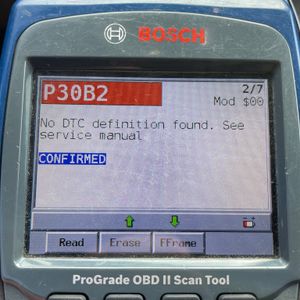 BOSCH
P30B2 2/7
Mod $00
No DTC definition found. See
service manual
CONFIRMED
Read Erase FFrame
ProGrade OBD II Scan Tool